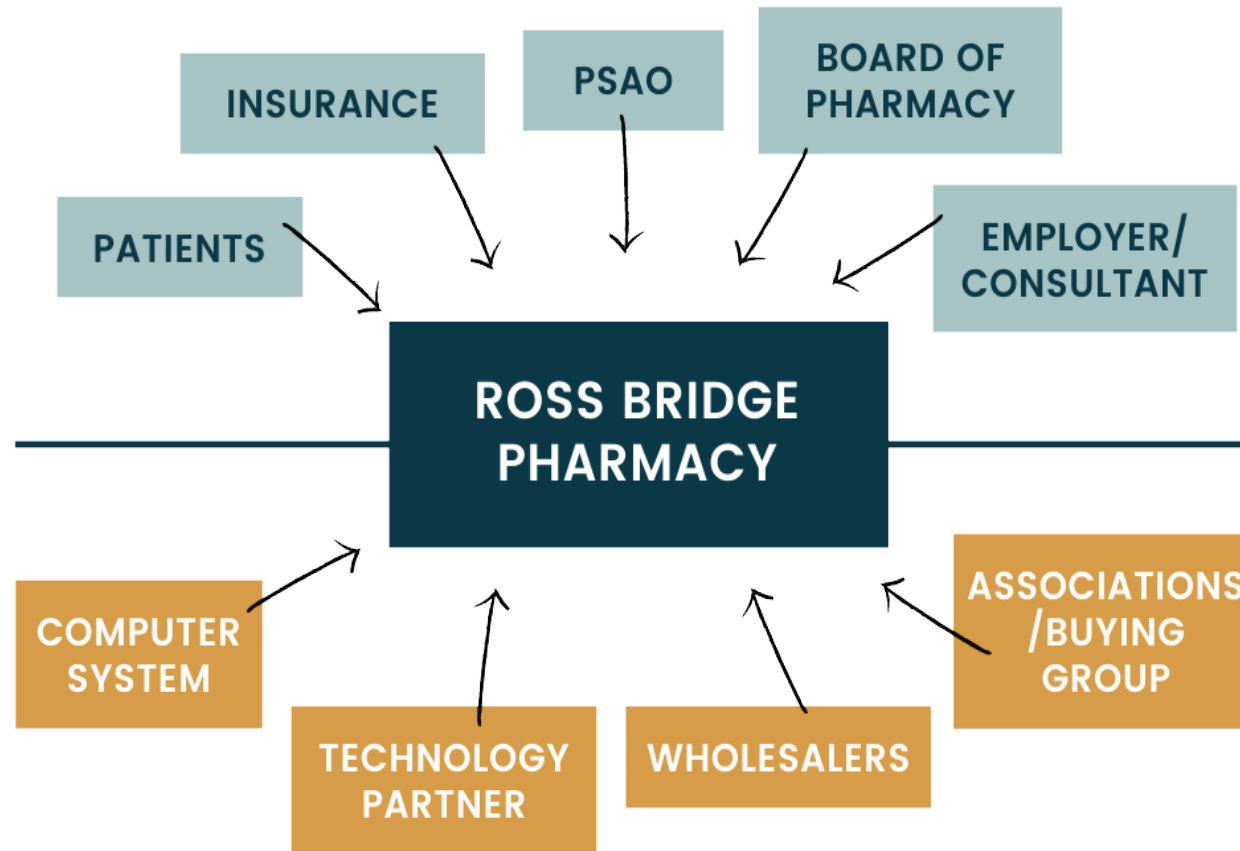 INSURANCE
PSAO
BOARD OF
PHARMACY
PATIENTS
EMPLOYER/
CONSULTANT
ROSS BRIDGE
PHARMACY
COMPUTER
SYSTEM
TECHNOLOGY
PARTNER
WHOLESALERS
ASSOCIATIONS
/BUYING
GROUP